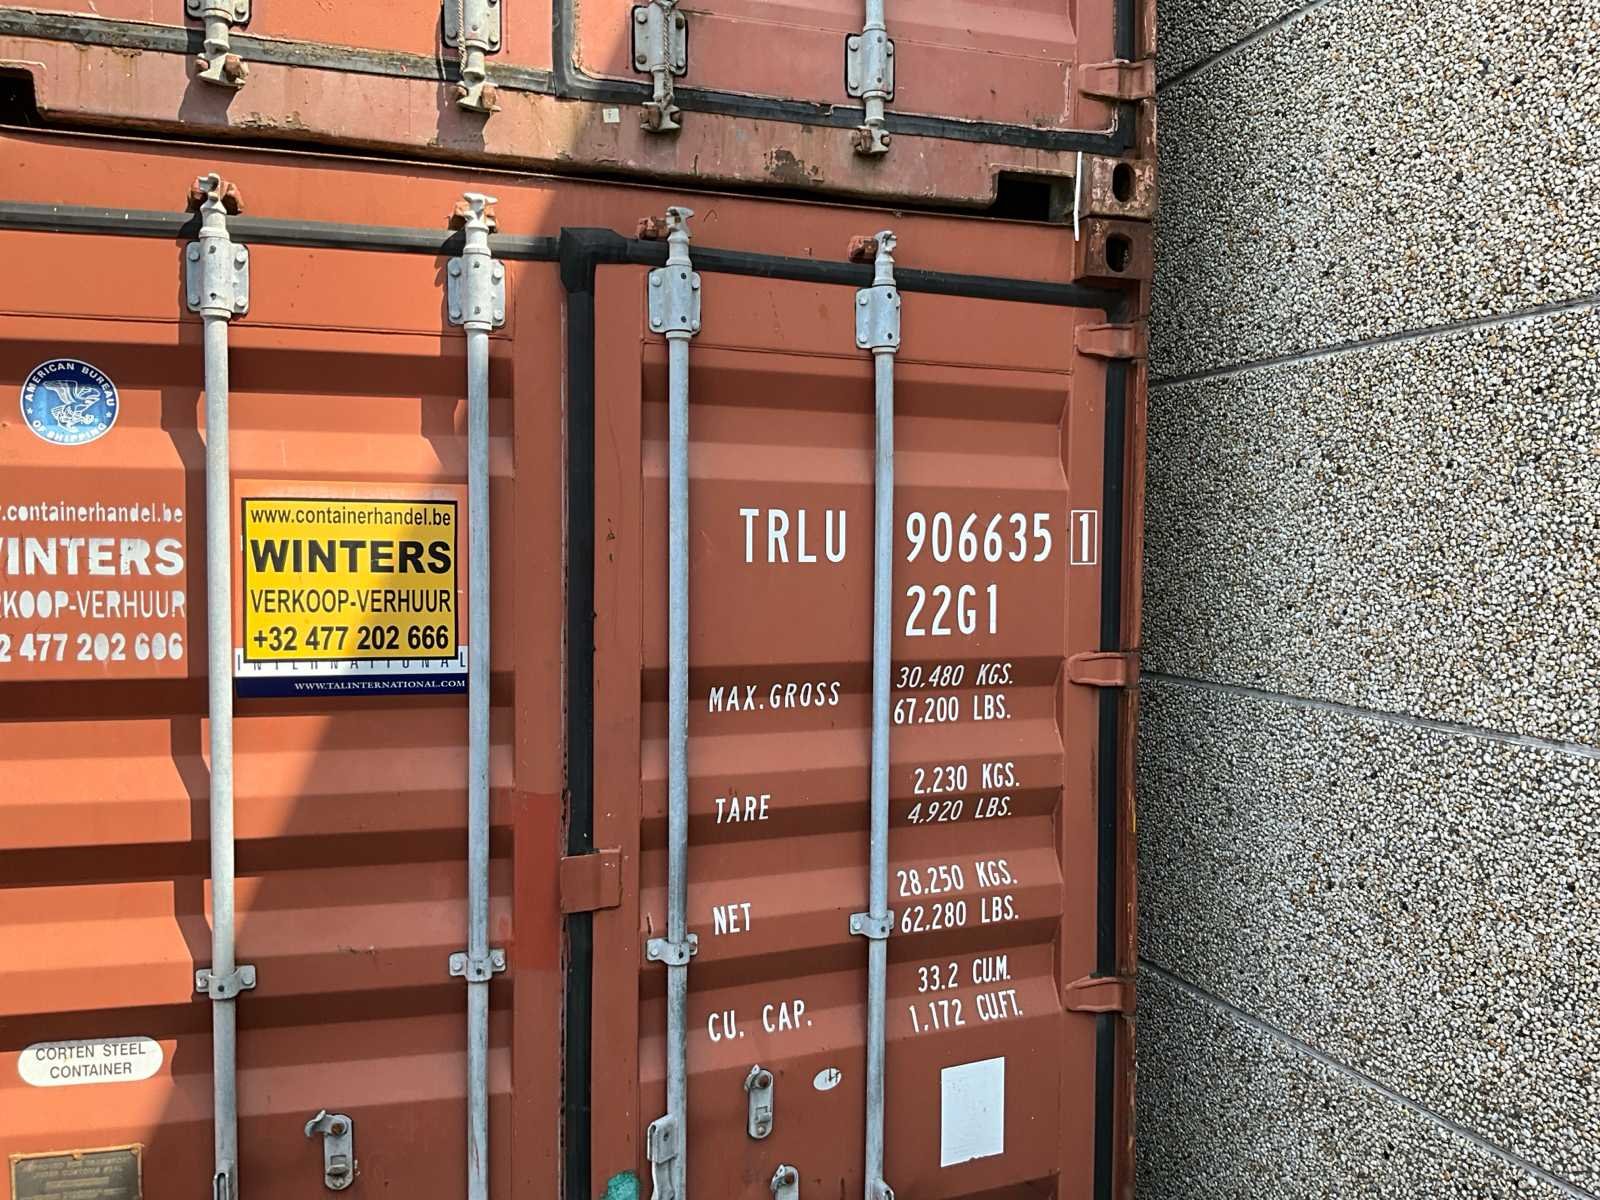 AMERICAN BUREAU
OF SHIPPING
.containerhandel.be
WINTERS
KOOP-VERHUUR
2 477 202 606
www.containerhandel.be
WINTERS
VERKOOP-VERHUUR
+32 477 202 666
INTERNATIONAL
WWW.TALINTERNATIONAL.COM
CORTEN STEEL
CONTAINER
TRLU 906635 1
22G1
MAX.GROSS 30.480 KGS.
67.200 LBS.
TARE 2.230 KGS.
4.920 LBS.
NET 28.250 KGS.
62.280 LBS.
CU. CAP. 33.2 CU.M.
1.172 CU.FT.